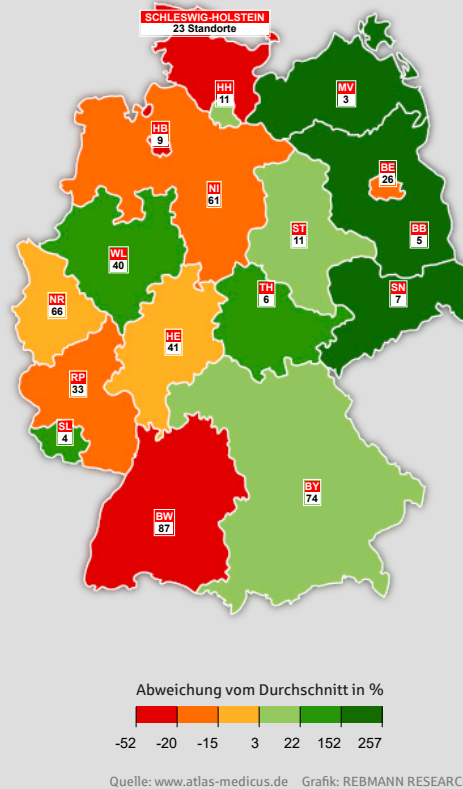 SCHLESWIG-HOLSTEIN
23 Standorte
HH
11
MV
3
HB
9
BE
26
NI
61
ST
11
BB
5
WL
40
NR
66
TH
6
SN
7
HE
41
RP
33
SL
4
BY
74
BW
87
Abweichung vom Durchschnitt in %
-52 -20 -15 3 22 152 257
Quelle: www.atlas-medicus.de Grafik: REBMANN RESEARC